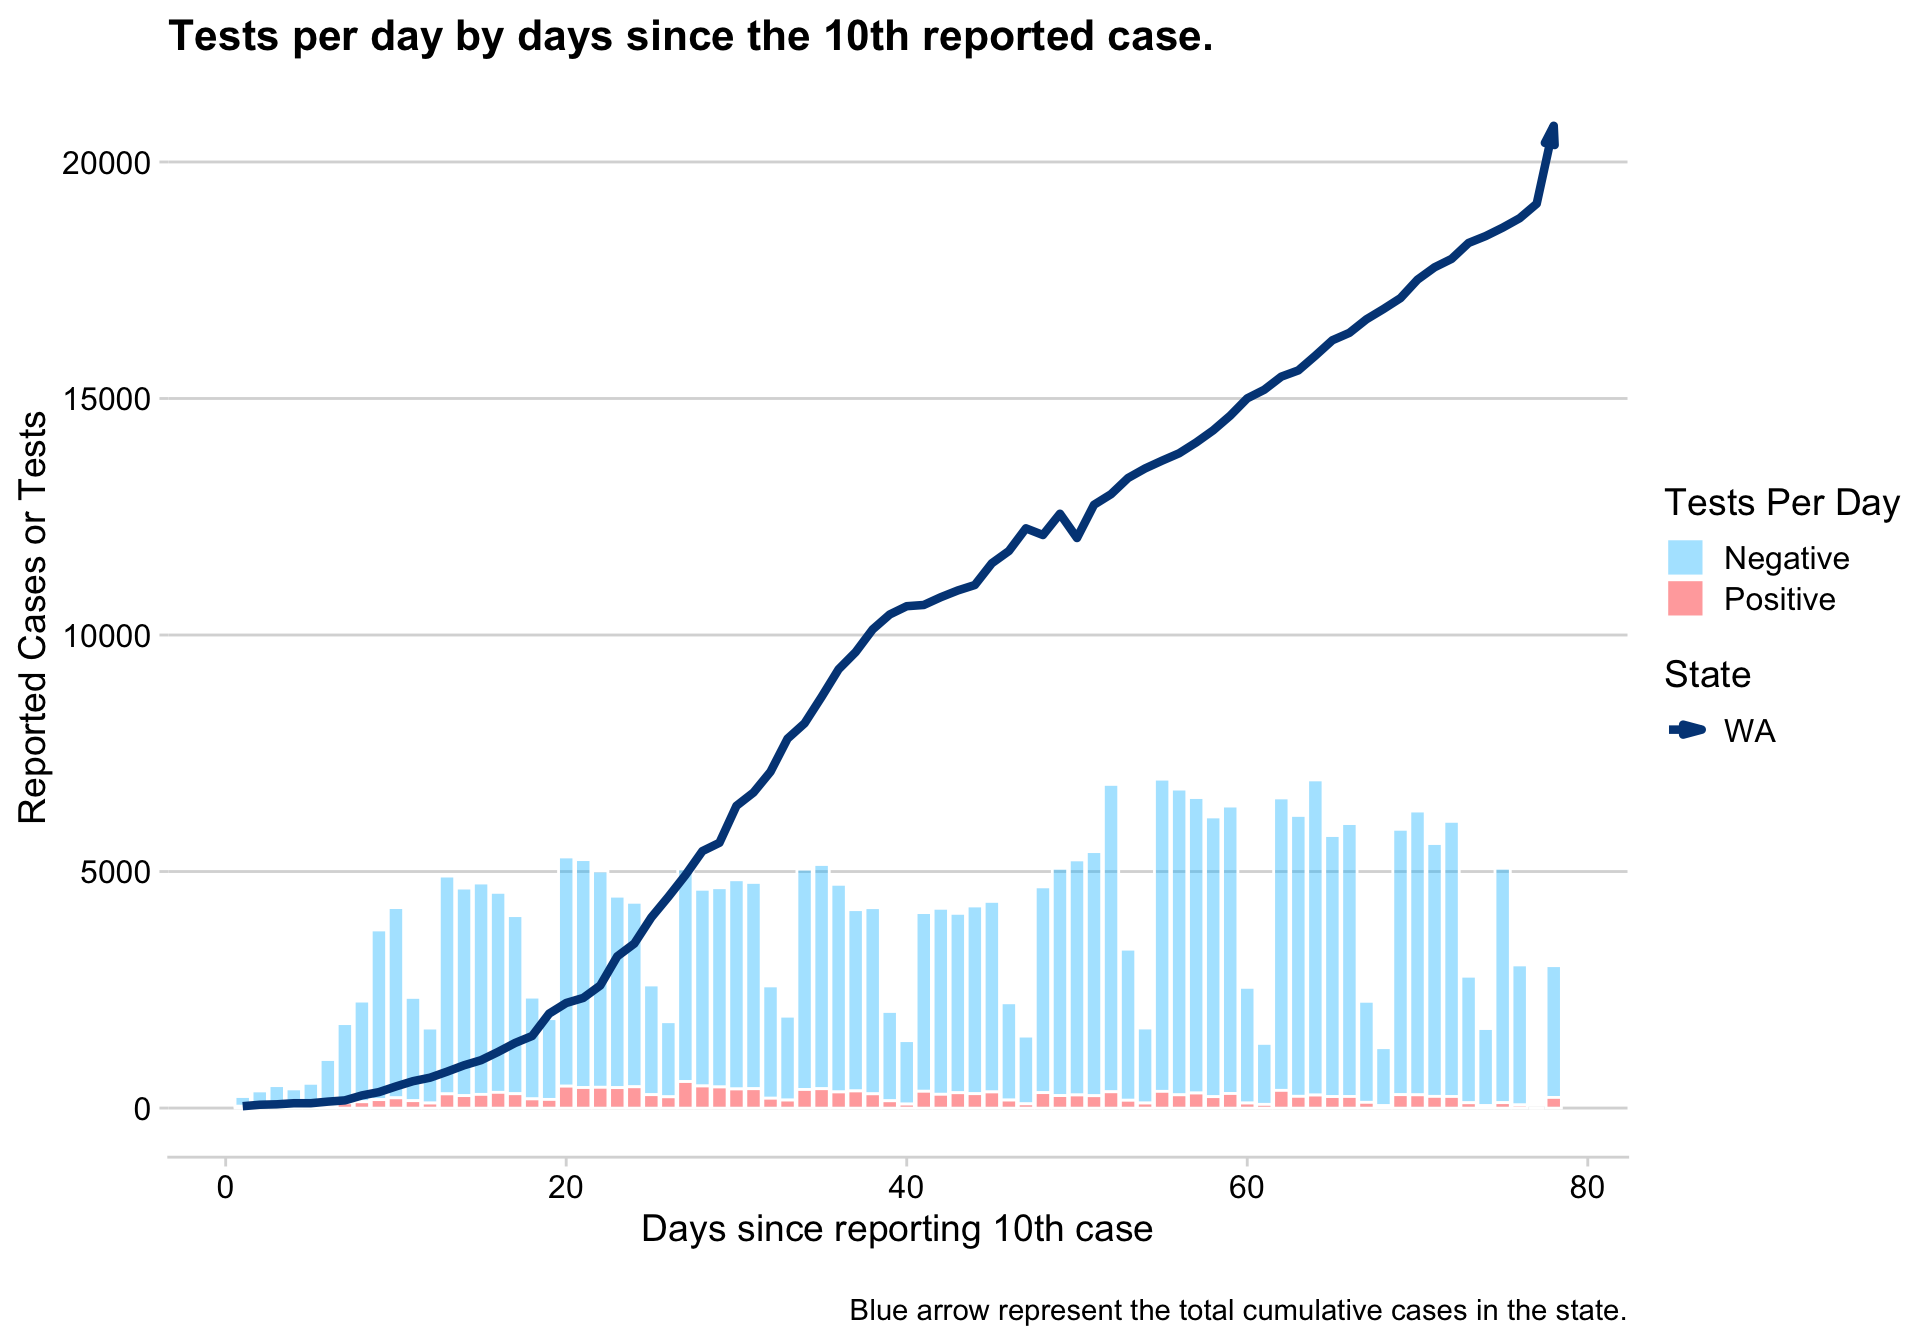 Tests per day by days since the 10th reported case.
20000
15000
10000
5000
0
Reported Cases or Tests
0 20 40 60 80
Days since reporting 10th case
Tests Per Day
Negative
Positive
State
WA
Blue arrow represent the total cumulative cases in the state.